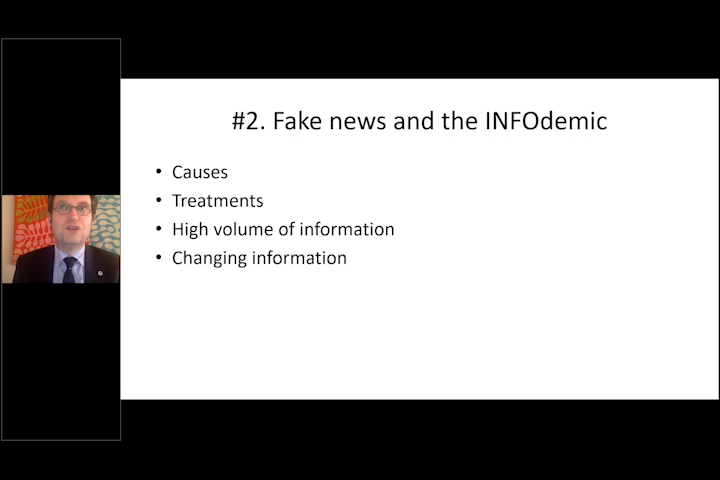 #2. Fake news and the INFOdemic
• Causes
• Treatments
• High volume of information
• Changing information